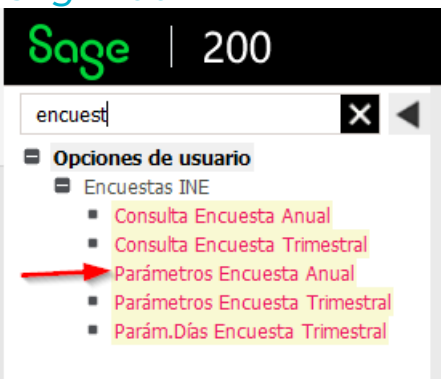 Sage 200
encuest
Opciones de usuario
Encuestas INE
Consulta Encuesta Anual
Consulta Encuesta Trimestral
Parámetros Encuesta Anual
Parámetros Encuesta Trimestral
Parám.Días Encuesta Trimestral